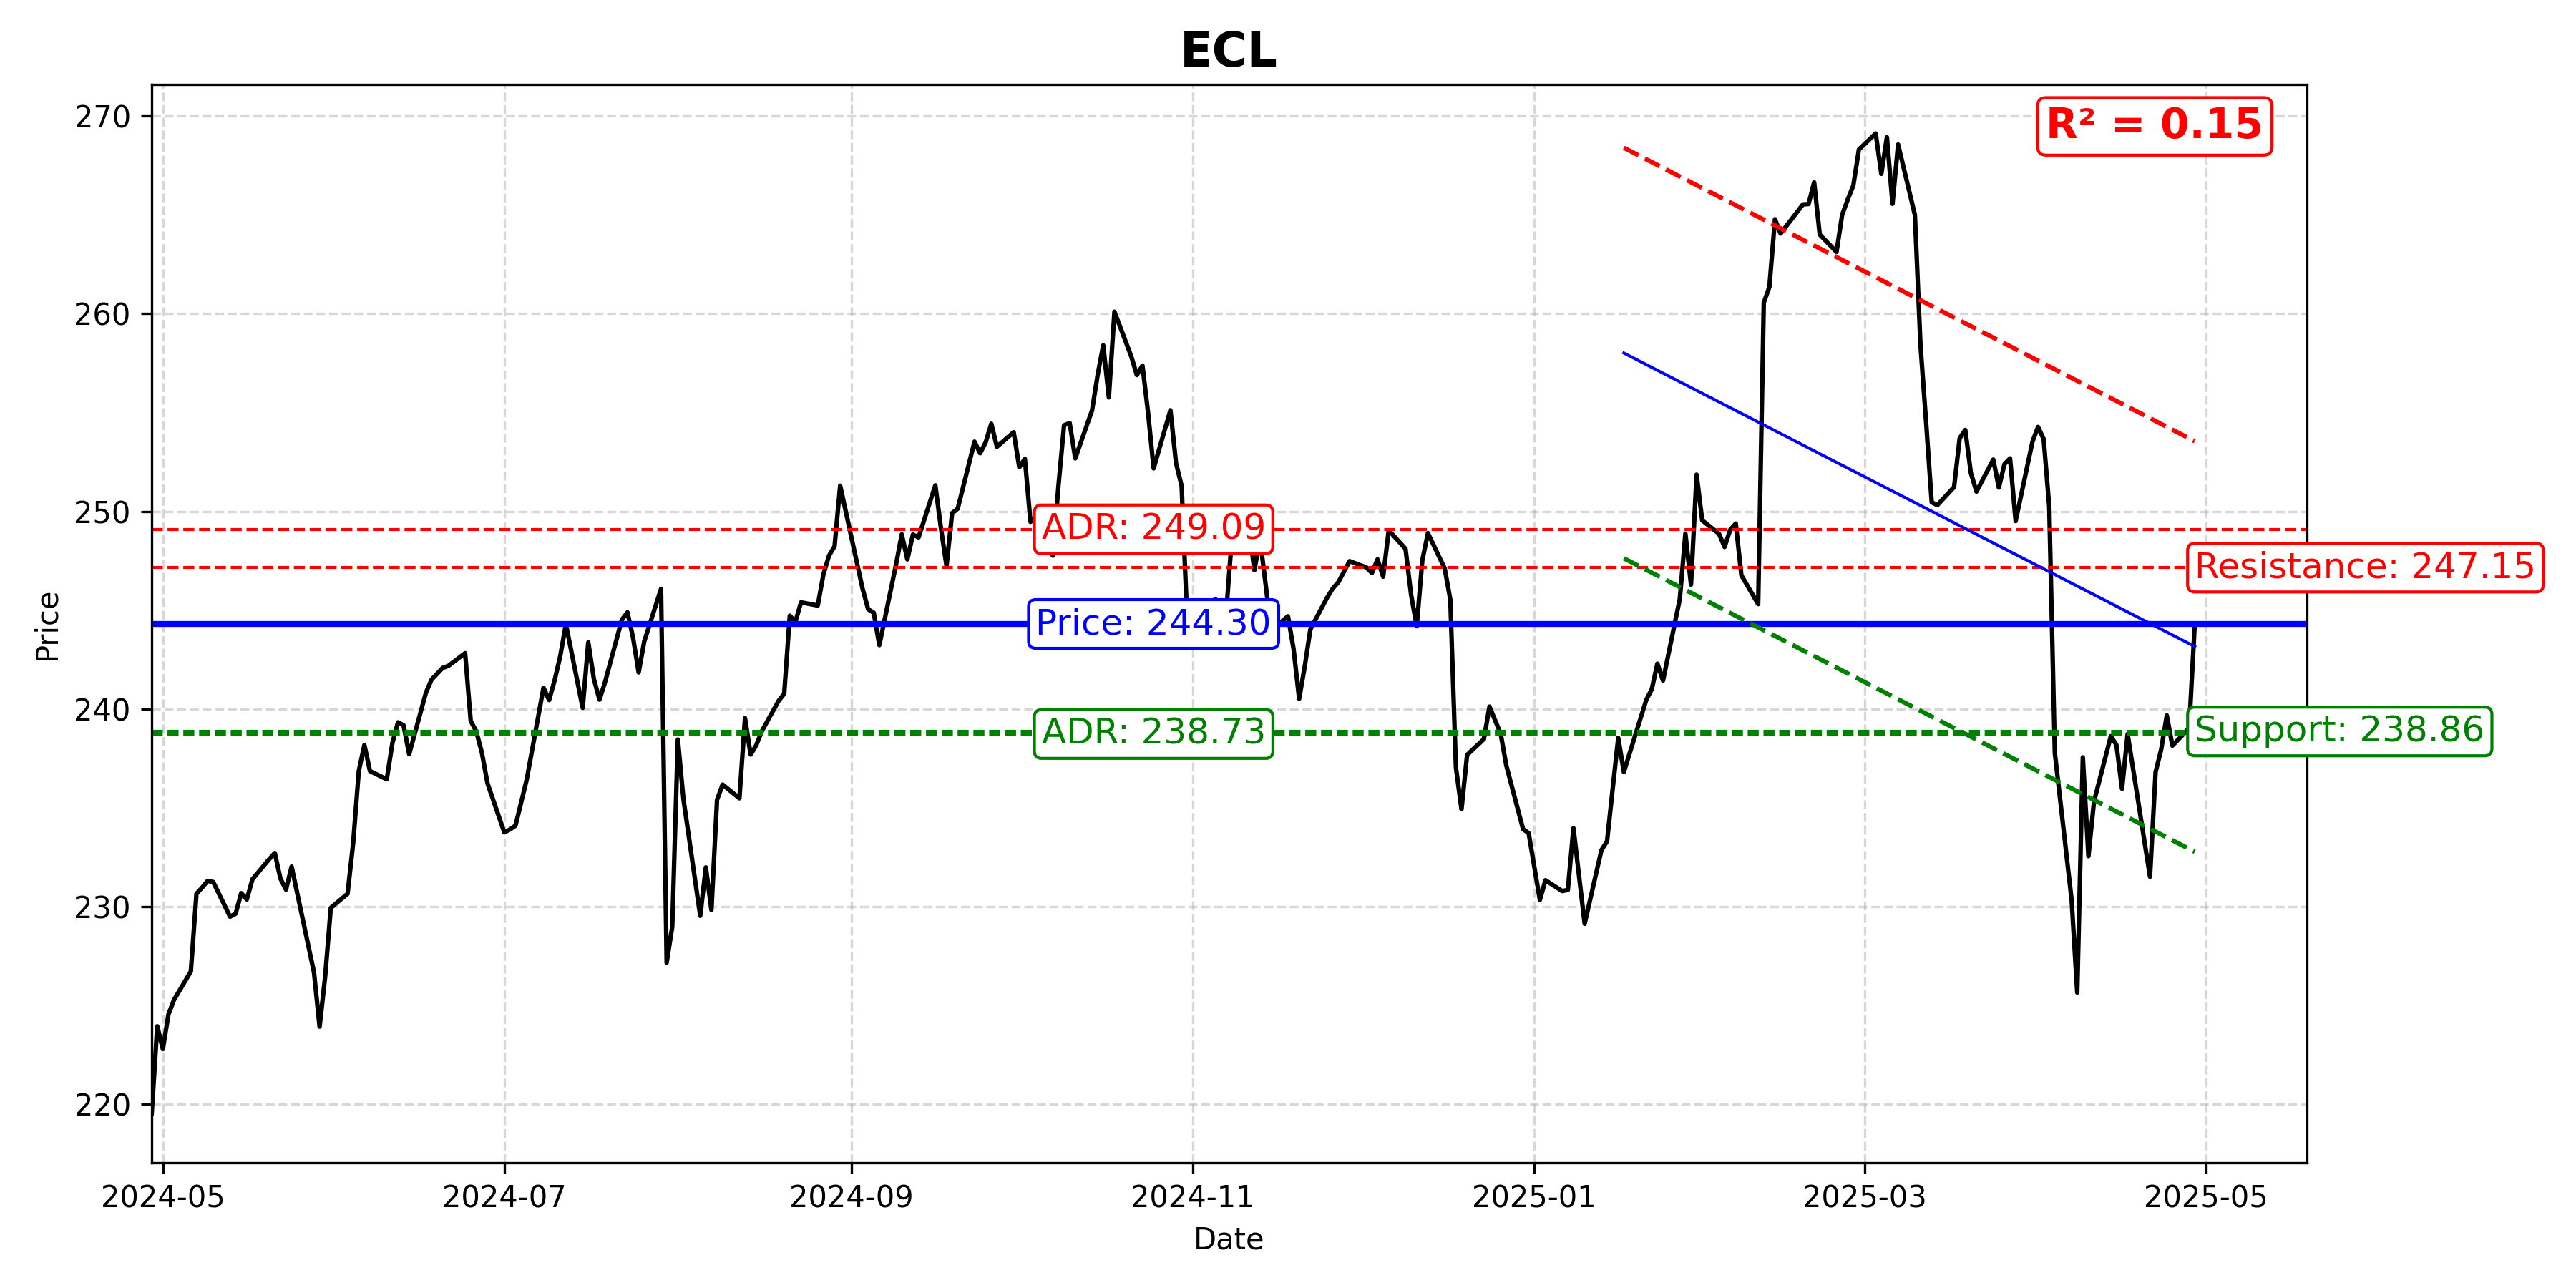 ECL
R² = 0.15
270
260
250
240
230
220
Price
ADR: 249.09
Resistance: 247.15
Price: 244.30
ADR: 238.73
Support: 238.86
2024-05
2024-07
2024-09
2024-11
2025-01
2025-03
2025-05
Date